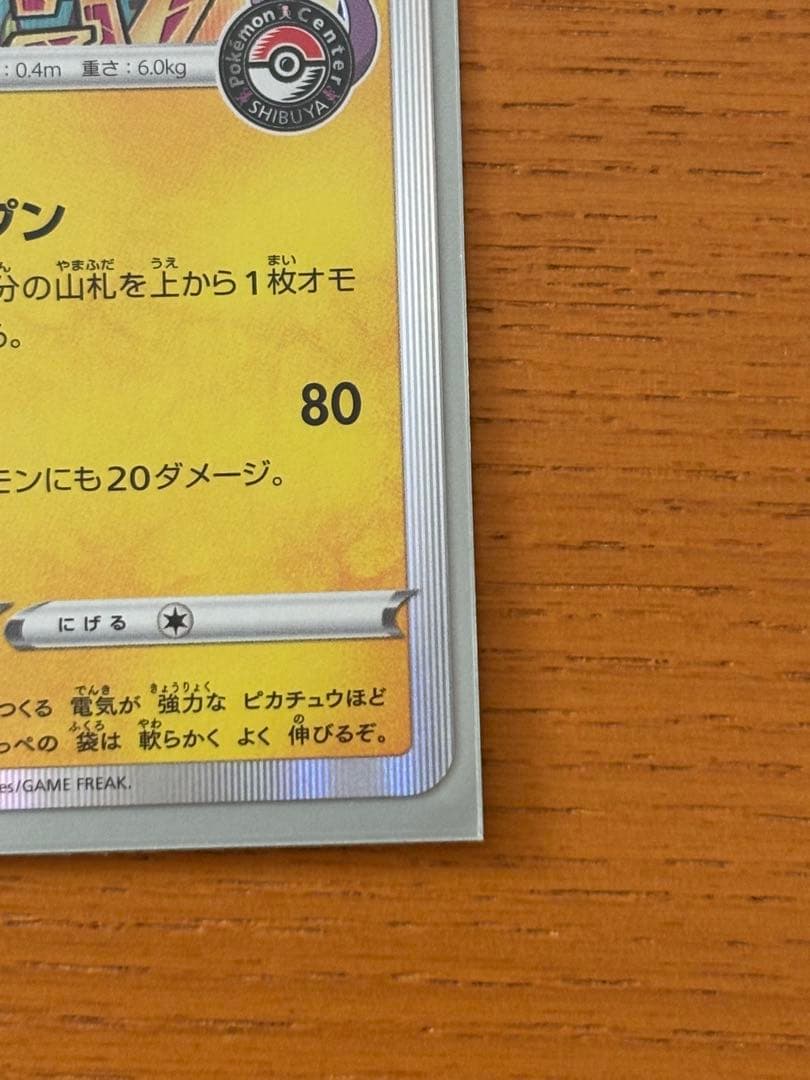 : 0.4m 重さ : 6.0kg
Pokémon Center
SHIBUYA
プン
分の山札を上から1枚オモ
る。
80
モンにも20ダメージ。
にげる
つくる 電気が 強力な ピカチュウほど
っぺの 袋は 軟らかく よく 伸びるぞ。
es/GAME FREAK.